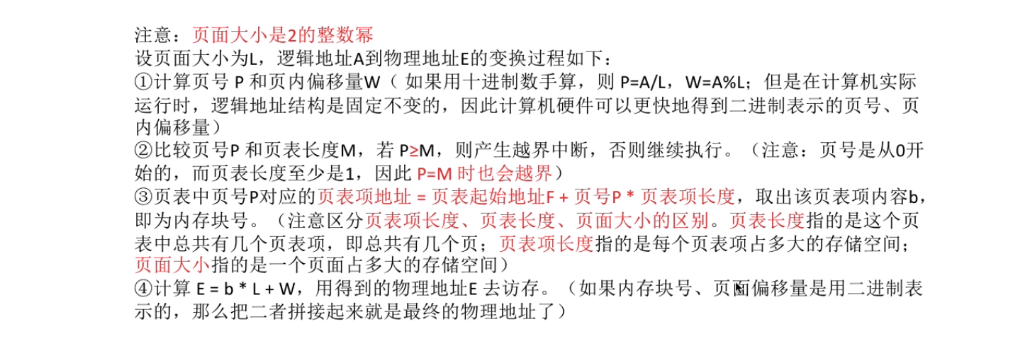 注意：页面大小是2的整数幂
设页面大小为L，逻辑地址A到物理地址E的变换过程如下：
①计算页号 P 和页内偏移量W（ 如果用十进制数手算，则 P=A/L，W=A%L；但是在计算机实际
运行时，逻辑地址结构是固定不变的，因此计算机硬件可以更快地得到二进制表示的页号、页
内偏移量）
②比较页号P 和页表长度M，若 P≥M，则产生越界中断，否则继续执行。（注意：页号是从0开
始的，而页表长度至少是1，因此 P=M 时也会越界）
③页表中页号P对应的页表项地址 = 页表起始地址F + 页号P * 页表项长度，取出该页表项内容b，
即为内存块号。（注意区分页表项长度、页表长度、页面大小的区别。页表长度指的是这个页
表中总共有几个页表项，即总共有几个页；页表项长度指的是每个页表项占多大的存储空间；
页面大小指的是一个页面占多大的存储空间）
④计算 E = b * L + W，用得到的物理地址E 去访存。（如果内存块号、页面偏移量是用二进制表
示的，那么把二者拼接起来就是最终的物理地址了）